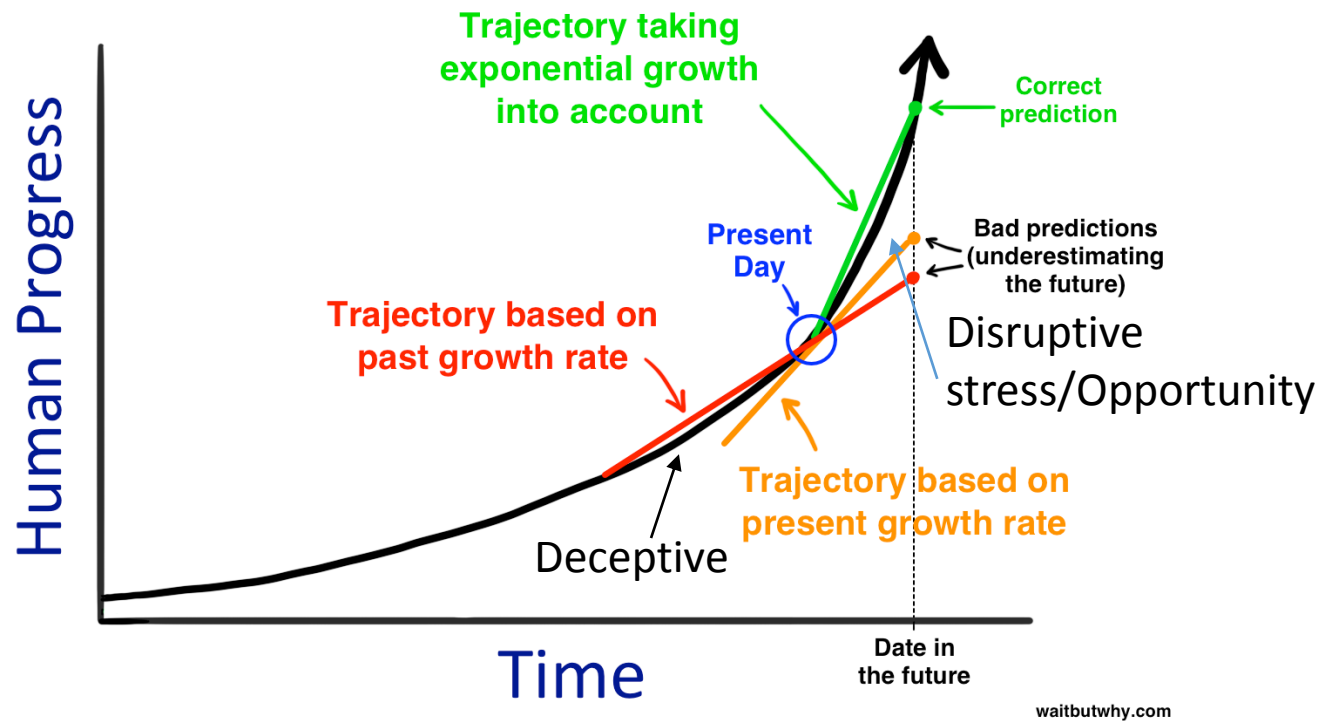 Trajectory taking
exponential growth
into account
Correct
prediction
Human Progress
Present
Day
Bad predictions
(underestimating
the future)
Trajectory based on
past growth rate
Disruptive
stress/Opportunity
Trajectory based on
present growth rate
Deceptive
Time
Date in
the future
waitbutwhy.com